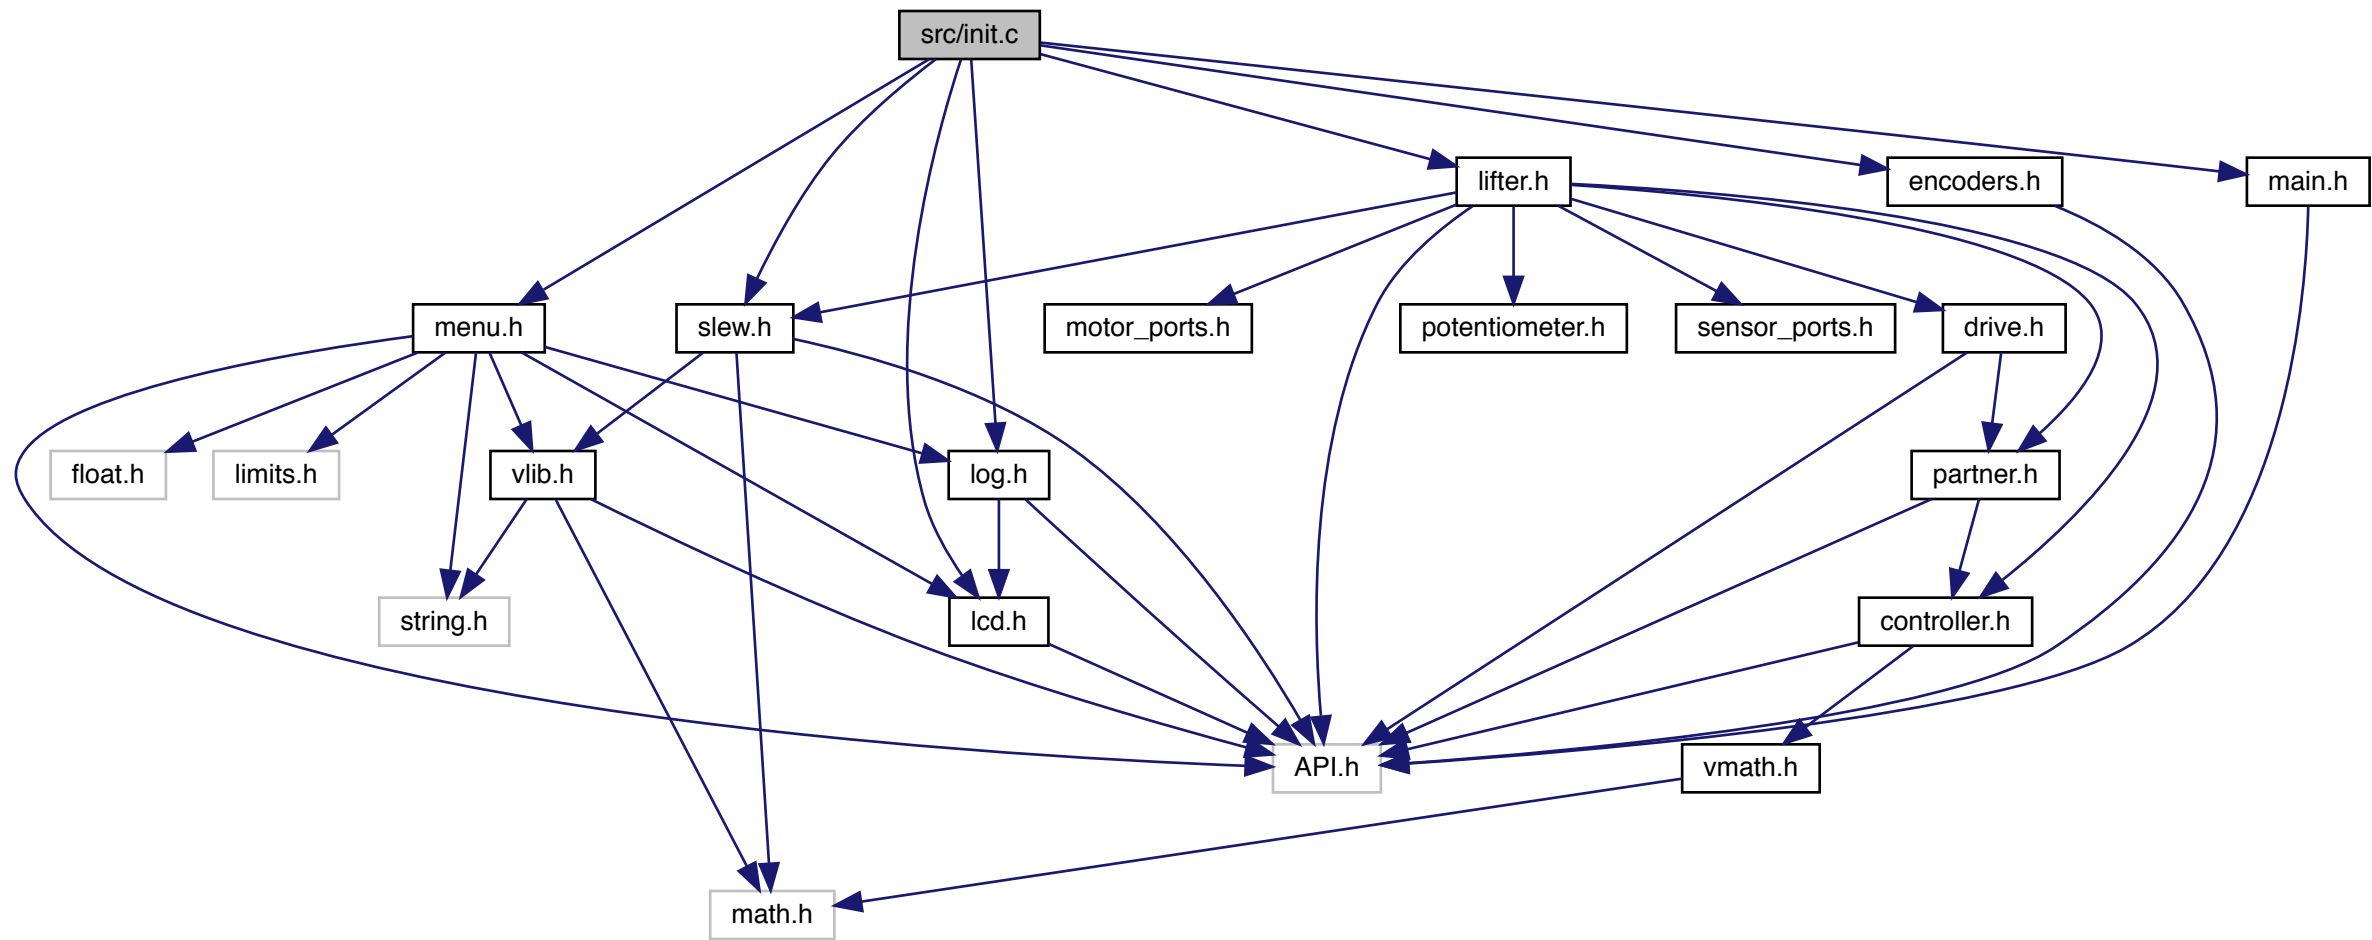 src/init.c
lifter.h
encoders.h
main.h
menu.h
slew.h
motor_ports.h
potentiometer.h
sensor_ports.h
drive.h
float.h
limits.h
vlib.h
log.h
partner.h
string.h
lcd.h
controller.h
API.h
vmath.h
math.h